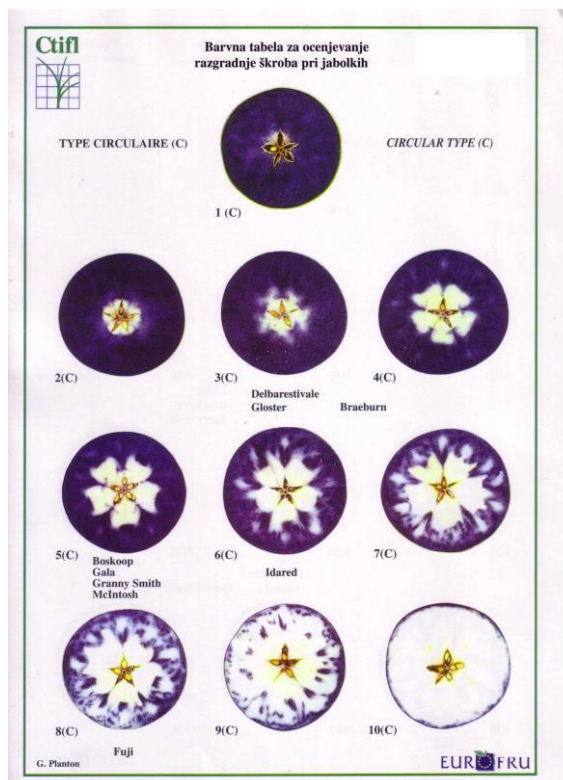 Ctifl
Barvna tabela za ocenjevanje
razgradnje škroba pri jabolkih
TYPE CIRCULAIRE (C)
CIRCULAR TYPE (C)
1 (C)
2(C)
3(C)
4(C)
Delbarestivale
Gloster
Braeburn
5(C)
6(C)
7(C)
Boskoop
Gala
Granny Smith
McIntosh
Idared
8(C)
9(C)
10(C)
Fuji
G. Planton
EUROFRU